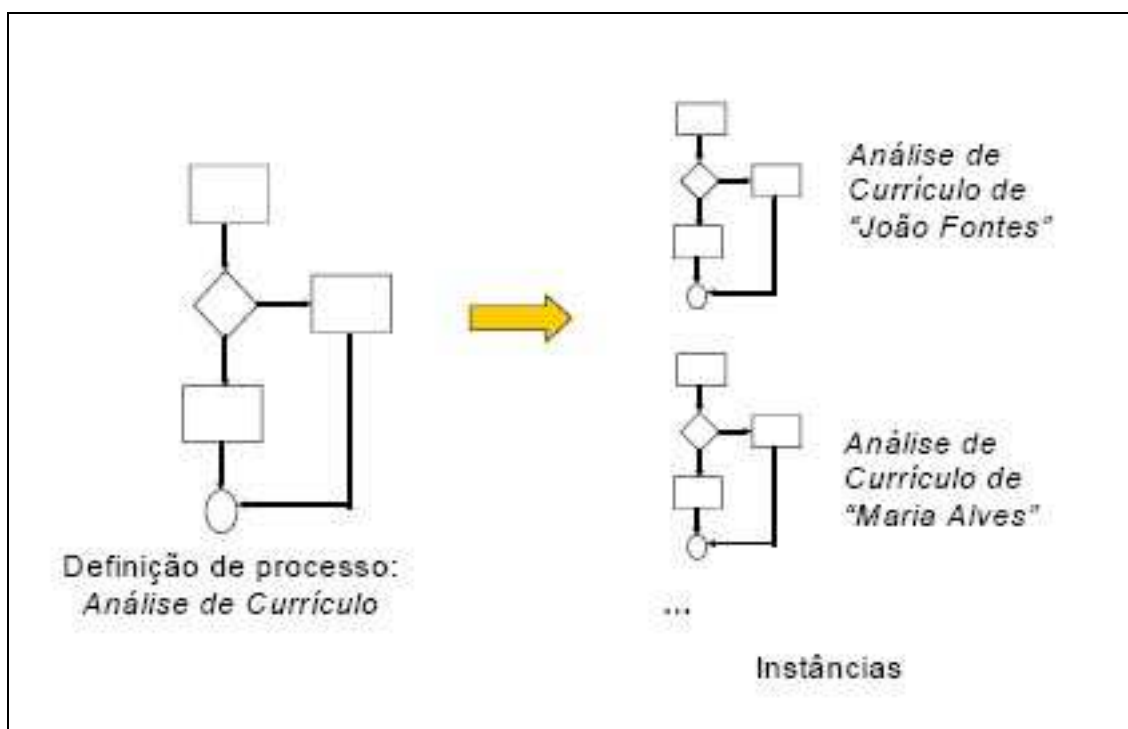 Definição de processo:
Análise de Currículo
Análise de
Currículo de
“João Fontes”
Análise de
Currículo de
“Maria Alves”
...
Instâncias